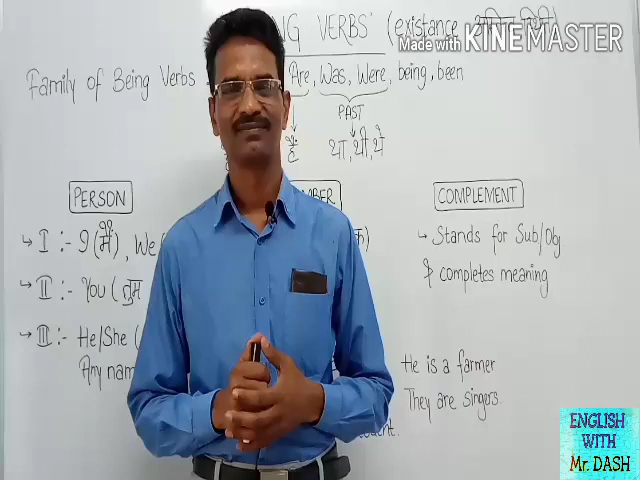 NG VERBS' (existance
Made with KINEMASTER
Family of Being Verbs Are, Was, Were, being, been
PAST
हैं था, थी, थे
PERSON
COMPLEMENT
→ I :- I (मैं), We
→ Stands for Sub/Obj
& completes meaning
→ II :- You (तुम
→ III :- He/She (
Any nam
He is a farmer
They are singers.
ENGLISH
WITH
Mr. DASH